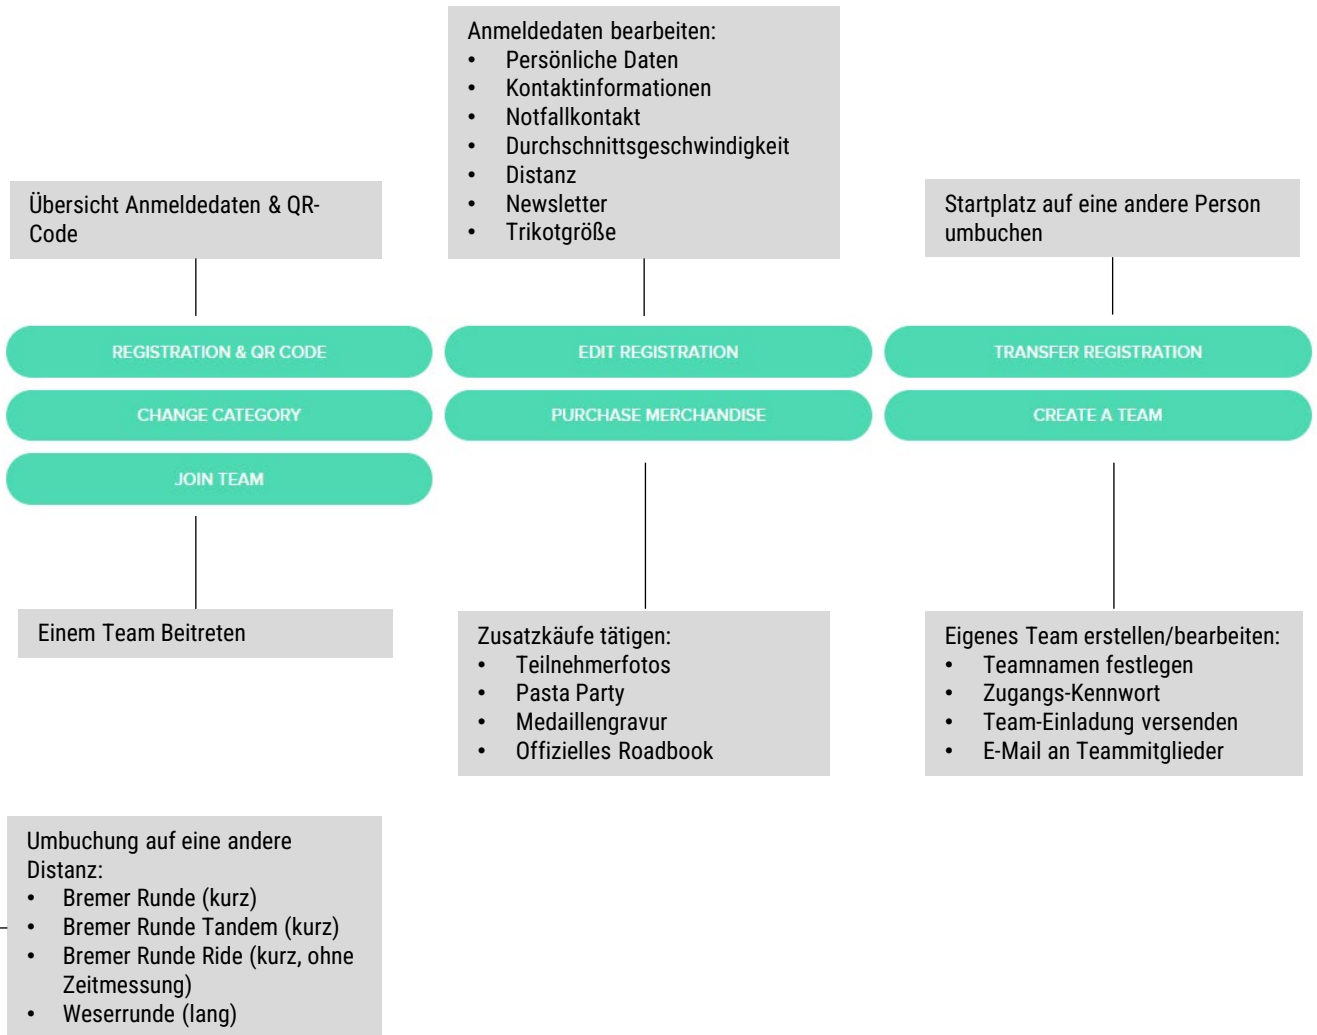 Anmeldedaten bearbeiten:
• Persönliche Daten
• Kontaktinformationen
• Notfallkontakt
• Durchschnittsgeschwindigkeit
• Distanz
• Newsletter
• Trikotgröße
Übersicht Anmeldedaten & QR-
Code
Startplatz auf eine andere Person
umbuchen
REGISTRATION & QR CODE
EDIT REGISTRATION
TRANSFER REGISTRATION
CHANGE CATEGORY
PURCHASE MERCHANDISE
CREATE A TEAM
JOIN TEAM
Einem Team Beitreten
Zusatzkäufe tätigen:
• Teilnehmerfotos
• Pasta Party
• Medaillengravur
• Offizielles Roadbook
Eigenes Team erstellen/bearbeiten:
• Teamnamen festlegen
• Zugangs-Kennwort
• Team-Einladung versenden
• E-Mail an Teammitglieder
Umbuchung auf eine andere
Distanz:
• Bremer Runde (kurz)
• Bremer Runde Tandem (kurz)
• Bremer Runde Ride (kurz, ohne
Zeitmessung)
• Weserrunde (lang)